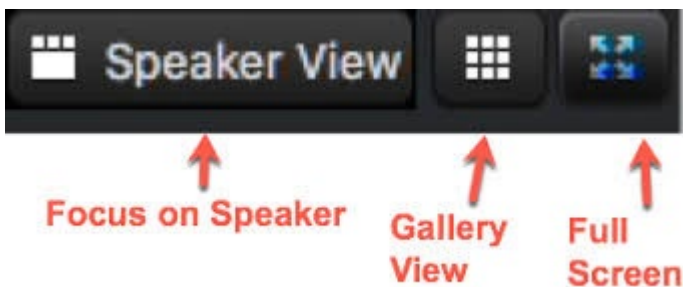 Speaker View
Focus on Speaker
Gallery
View
Full
Screen